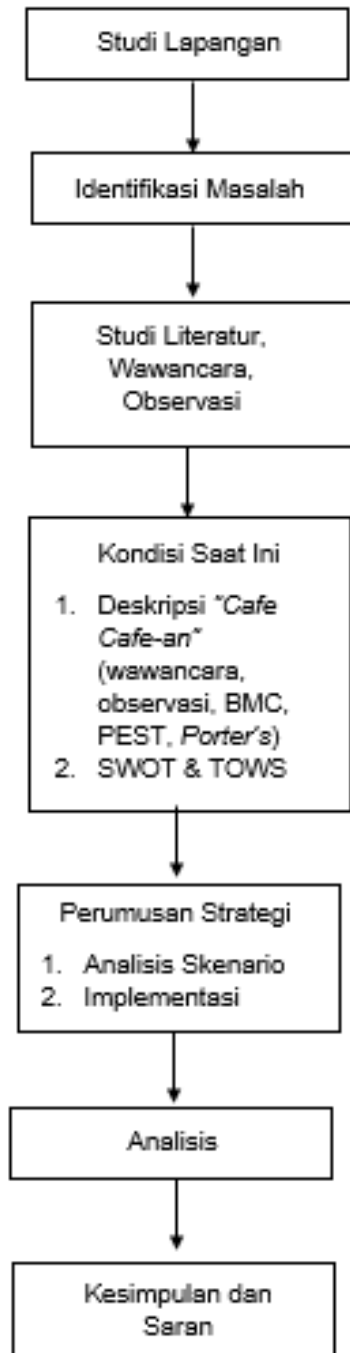 Studi Lapangan
Identifikasi Masalah
Studi Literatur,
Wawancara,
Observasi
Kondisi Saat Ini
1. Deskripsi "Cafe
Cafe-an"
(wawancara,
observasi, BMC,
PEST, Porter's)
2. SWOT & TOWS
Perumusan Strategi
1. Analisis Skenario
2. Implementasi
Analisis
Kesimpulan dan
Saran